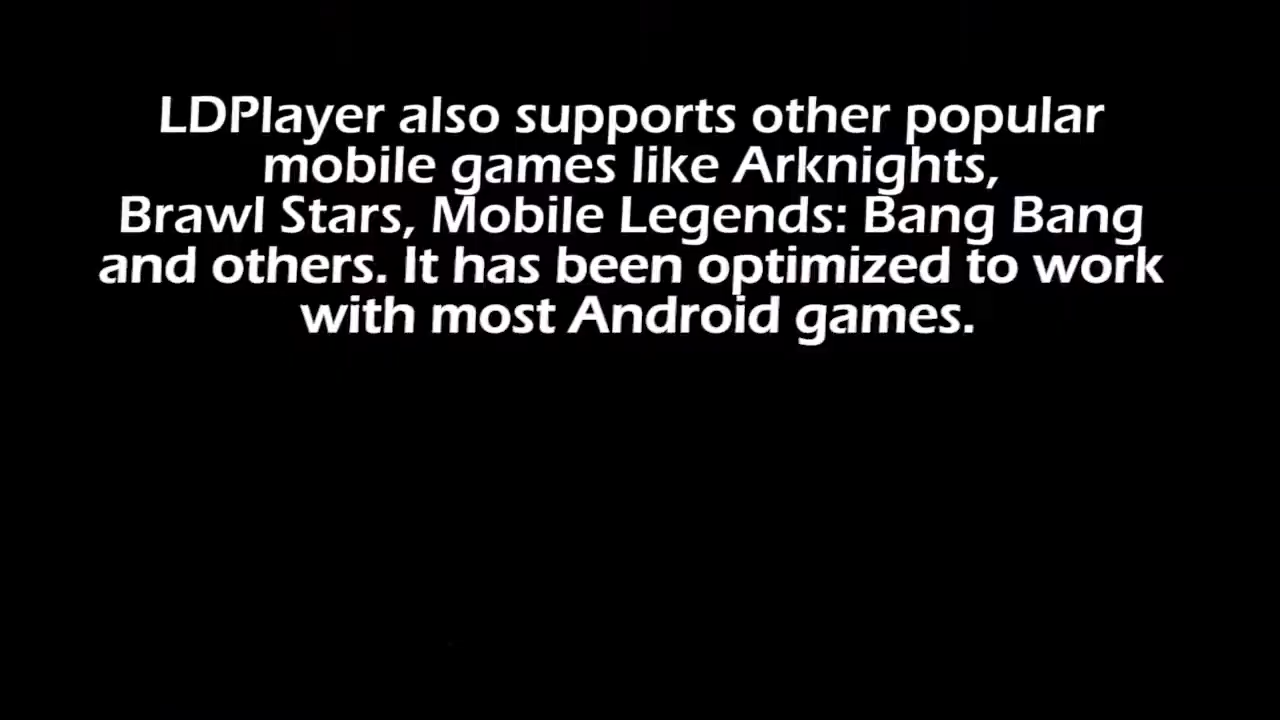 LDPlayer also supports other popular
mobile games like Arknights,
Brawl Stars, Mobile Legends: Bang Bang
and others. It has been optimized to work
with most Android games.